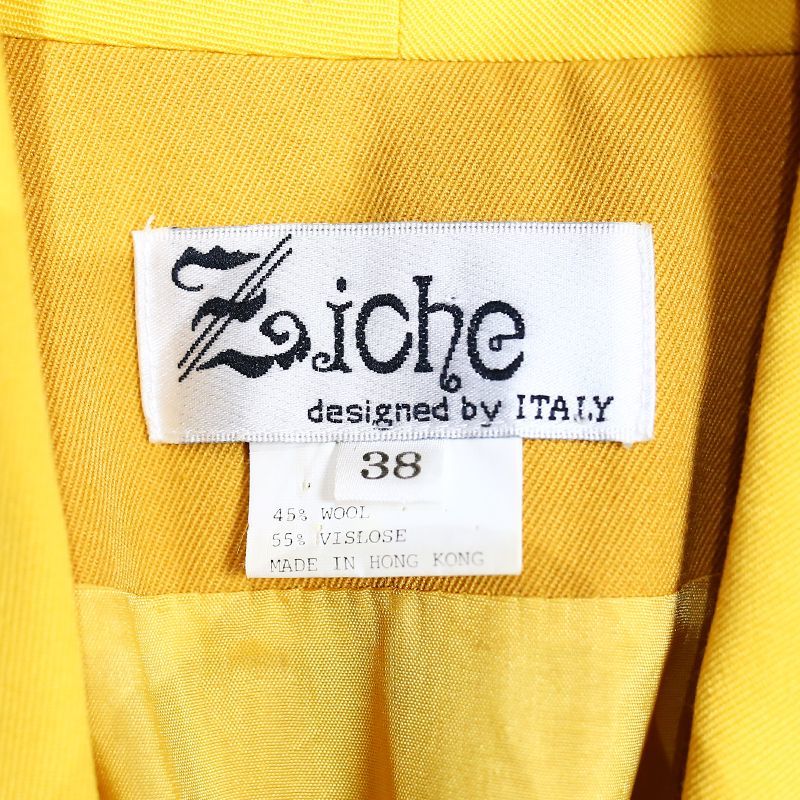 Ziche
designed by ITALY
38
45% WOOL
55% VISLOSE
MADE IN HONG KONG